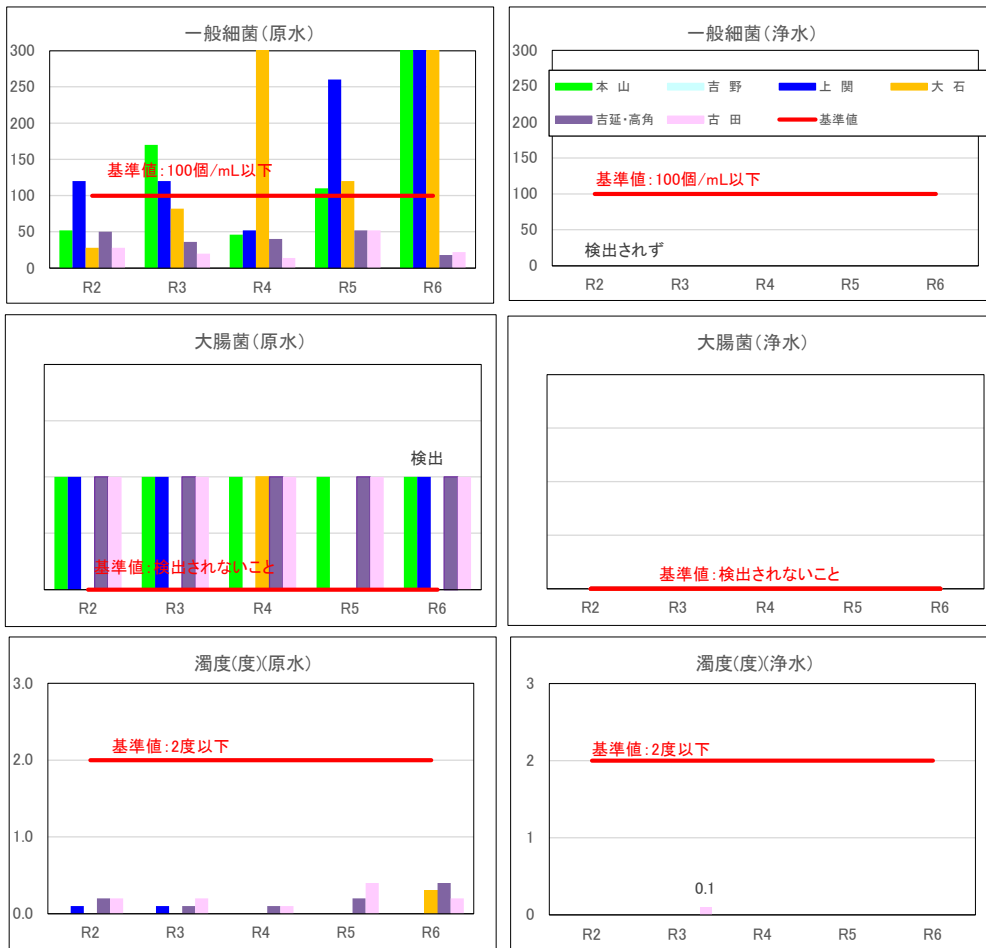 一般細菌(原水)
300
250
200
150
100
50
0
基準値:100個/mL以下
R2 R3 R4 R5 R6
一般細菌(浄水)
300
250
200
150
100
50
0
本 山 吉 野 上 関 大 石
吉延・高角 古 田 基準値
基準値:100個/mL以下
検出されず
R2 R3 R4 R5 R6
大腸菌(原水)
検出
基準値:検出されないこと
R2 R3 R4 R5 R6
大腸菌(浄水)
基準値:検出されないこと
R2 R3 R4 R5 R6
濁度(度)(原水)
3.0
2.0
1.0
0.0
基準値:2度以下
R2 R3 R4 R5 R6
濁度(度)(浄水)
3
2
1
0
基準値:2度以下
0.1
R2 R3 R4 R5 R6